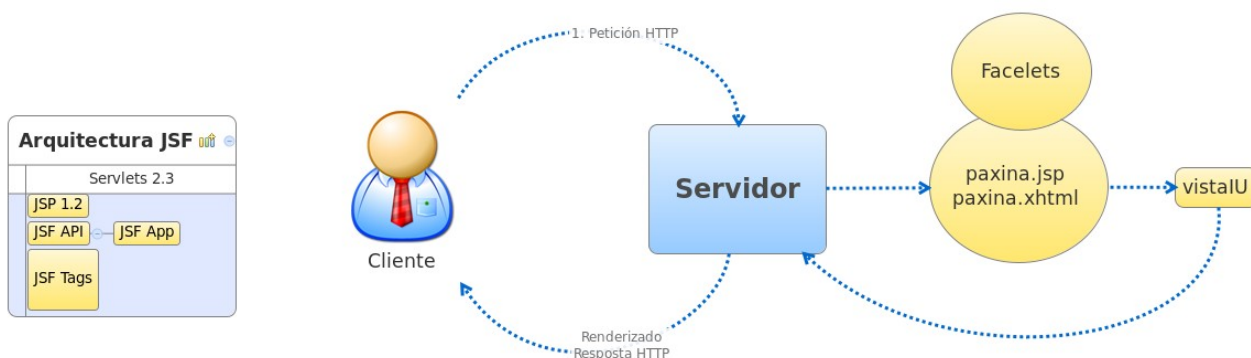 Arquitectura JSF
Servlets 2.3
JSP 1.2
JSF API
JSF App
JSF Tags
1. Petición HTTP
Cliente
Servidor
Renderizado
Resposta HTTP
Facelets
paxina.jsp
paxina.xhtml
vistaIU